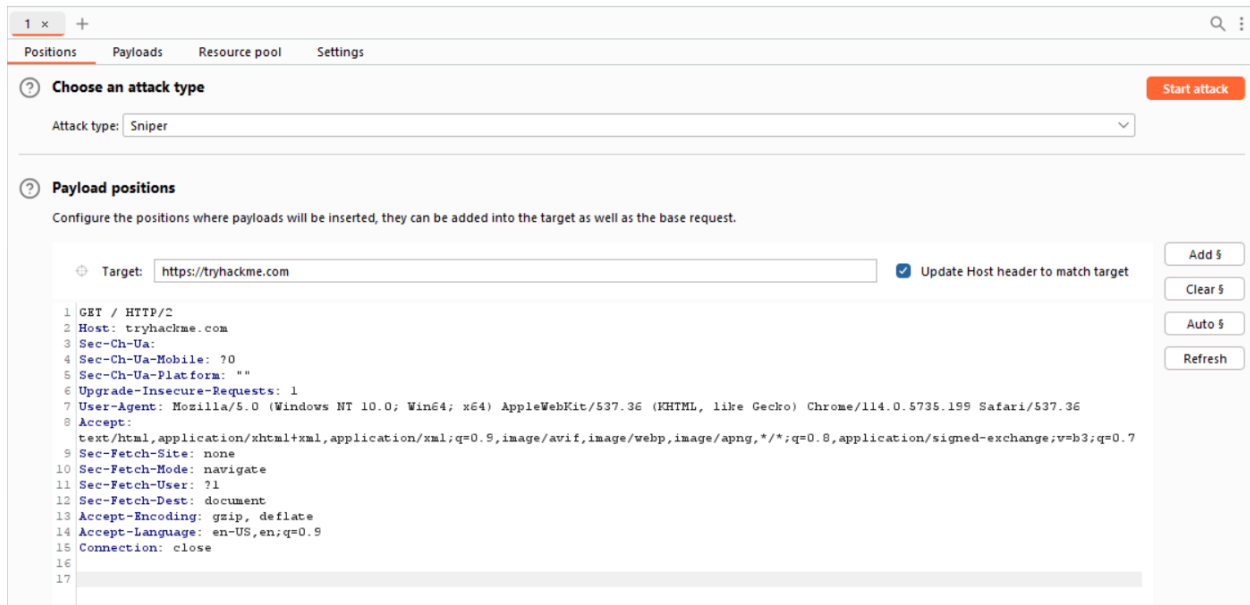 1 × +
Positions Payloads Resource pool Settings
? Choose an attack type
Start attack
Attack type: Sniper
? Payload positions
Configure the positions where payloads will be inserted, they can be added into the target as well as the base request.
Target: https://tryhackme.com
Update Host header to match target
Add §
Clear §
Auto §
Refresh
1 GET / HTTP/2
2 Host: tryhackme.com
3 Sec-Ch-Ua:
4 Sec-Ch-Ua-Mobile: ?0
5 Sec-Ch-Ua-Platform: ""
6 Upgrade-Insecure-Requests: 1
7 User-Agent: Mozilla/5.0 (Windows NT 10.0; Win64; x64) AppleWebKit/537.36 (KHTML, like Gecko) Chrome/114.0.5735.199 Safari/537.36
8 Accept:
text/html,application/xhtml+xml,application/xml;q=0.9,image/avif,image/webp,image/apng,*/*;q=0.8,application/signed-exchange;v=b3;q=0.7
9 Sec-Fetch-Site: none
10 Sec-Fetch-Mode: navigate
11 Sec-Fetch-User: ?1
12 Sec-Fetch-Dest: document
13 Accept-Encoding: gzip, deflate
14 Accept-Language: en-US,en;q=0.9
15 Connection: close
16
17